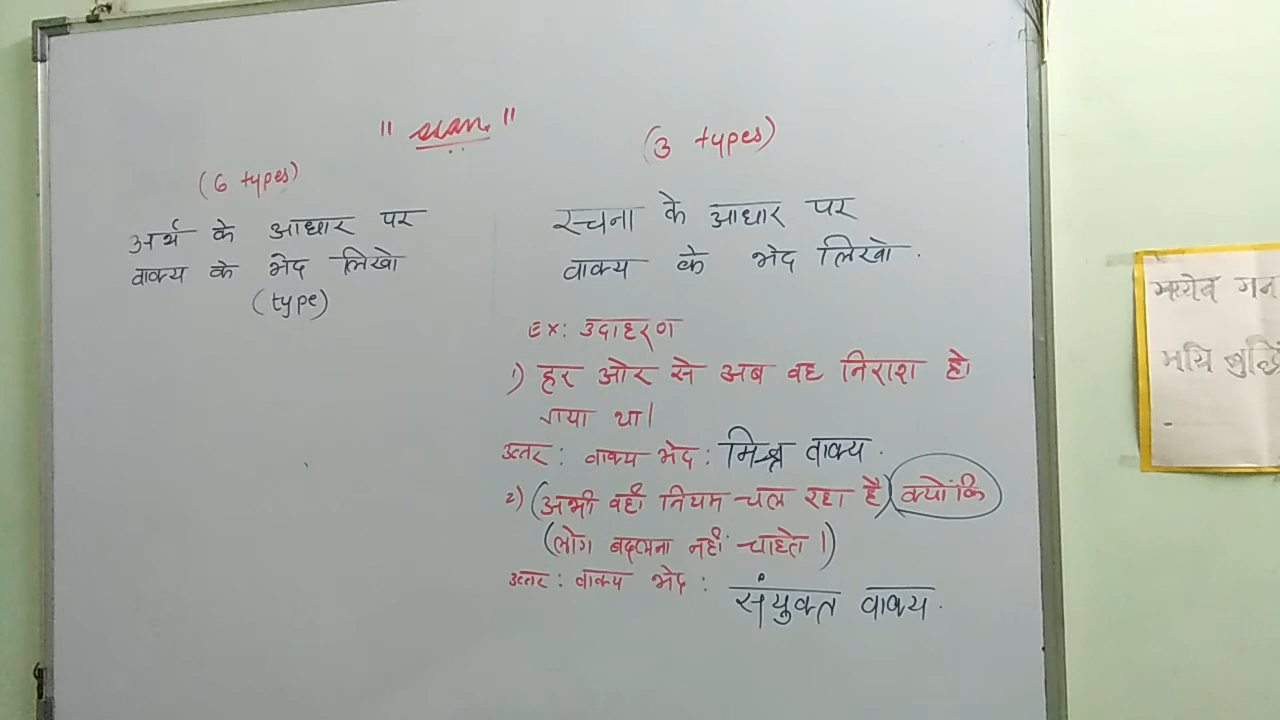 (6 types)
अर्थ के आधार पर
वाक्य के भेद लिखो
(type)
(3 types)
रचना के आधार पर
वाक्य के भेद लिखो.
Ex: उदाहरण
1) हर ओर से अब वह निराश हो
गया था।
उत्तर: वाक्य भेद: मिश्र वाक्य.
2) (अभी वहाँ नियम चल रहा है) क्योंकि
(लोग बदलना नहीं चाहते।)
उत्तर: वाक्य भेद: संयुक्त वाक्य.
मयि बुद्धि